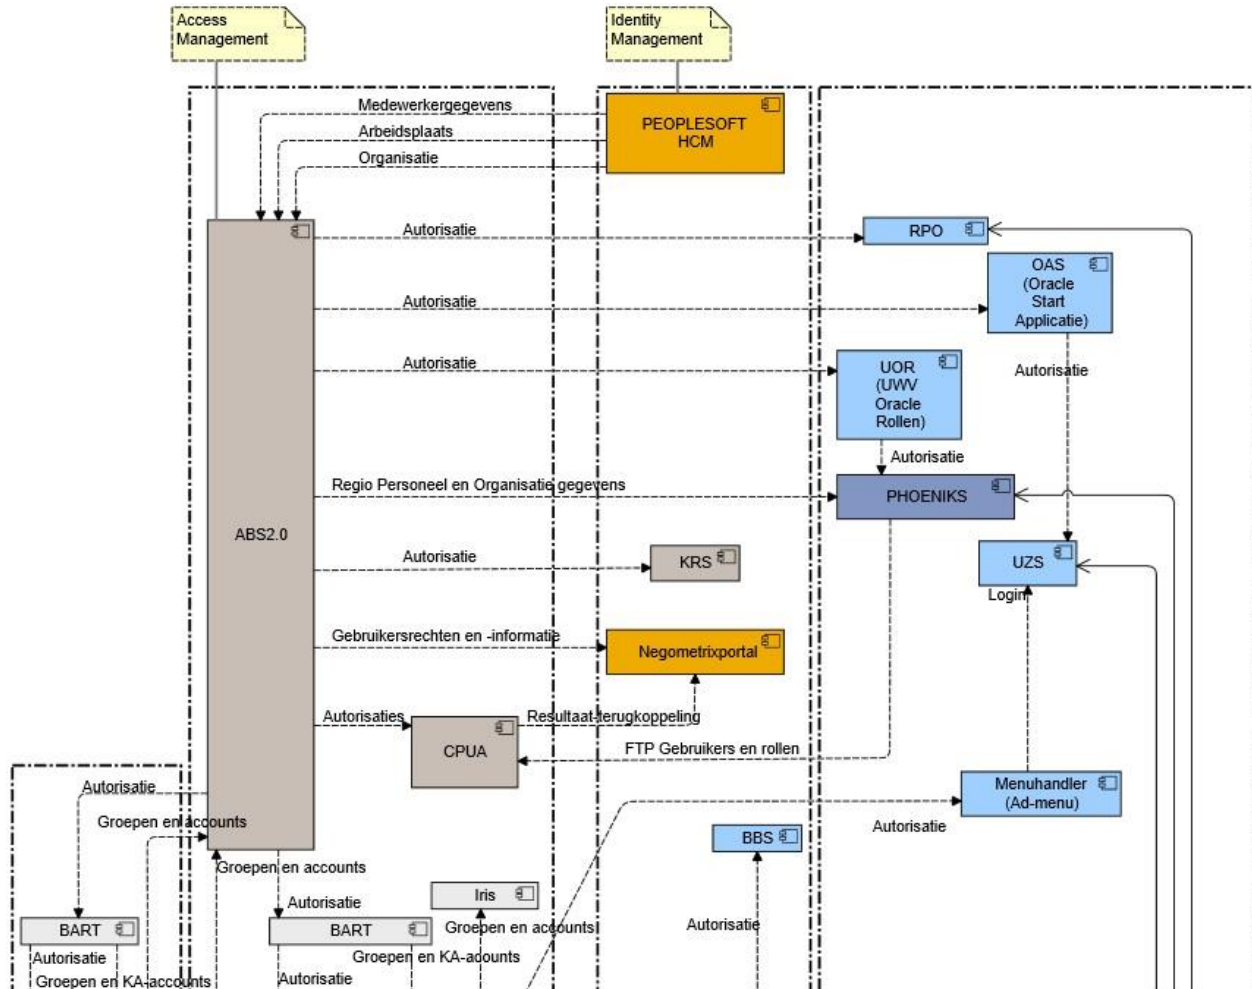 Access
Management
Identity
Management
Medewerkergegevens
Arbeidsplaats
Organisatie
PEOPLESOFT
HCM
Autorisatie
RPO
OAS
(Oracle
Start
Applicatie)
Autorisatie
Autorisatie
Autorisatie
UOR
(UWV
Oracle
Rollen)
Autorisatie
Regio Personeel en Organisatie gegevens
PHOENIKS
ABS2.0
Autorisatie
KRS
UZS
Login
Gebruikersrechten en -informatie
Negometrixportal
Autorisaties
Resultaat-terugkoppeling
CPUA
FTP Gebruikers en rollen
Autorisatie
Menuhandler
(Ad-menu)
Groepen en accounts
Autorisatie
BBS
Groepen en accounts
Iris
Autorisatie
BART
BART
Groepen en accounts
Autorisatie
Autorisatie
Groepen en KA-acounts
Groepen en KA-accounts
Autorisatie